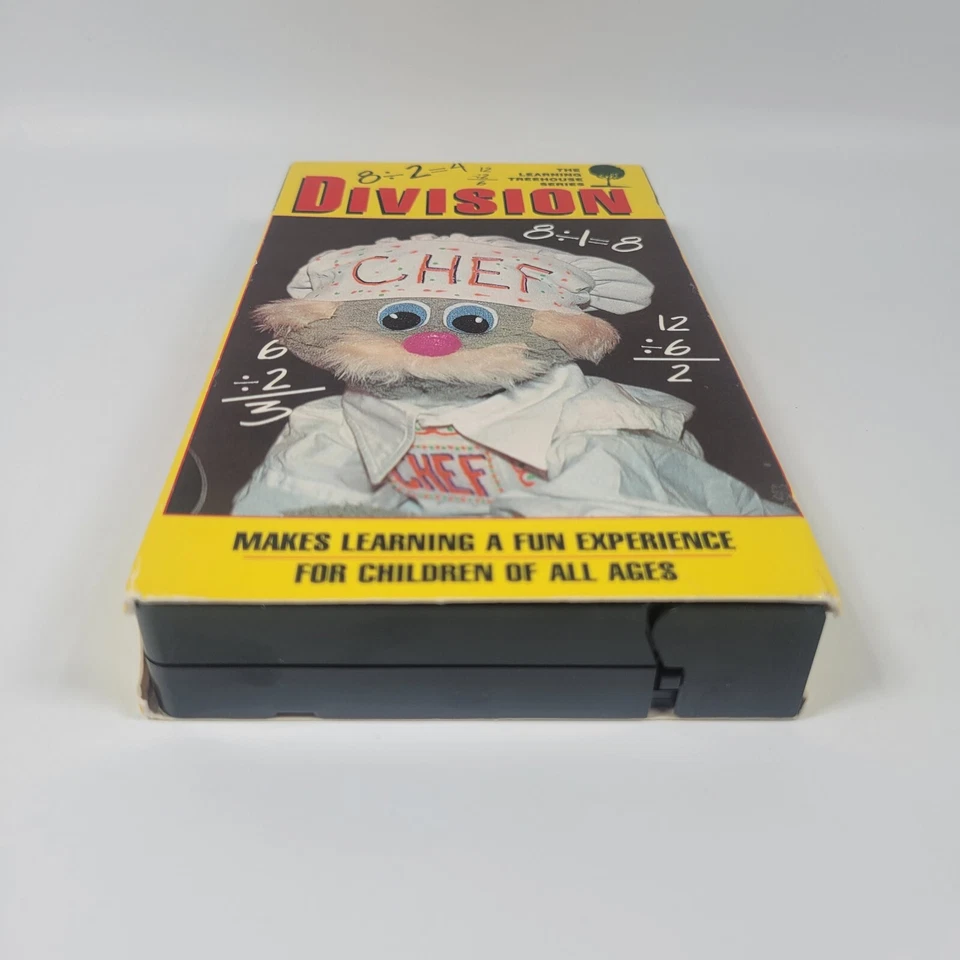 8÷2=4
THE
LEARNING
TREEHOUSE
SERIES
DIVISION
8÷1=8
CHEF
12
÷6
2
6
÷2
3
CHEF
MAKES LEARNING A FUN EXPERIENCE
FOR CHILDREN OF ALL AGES